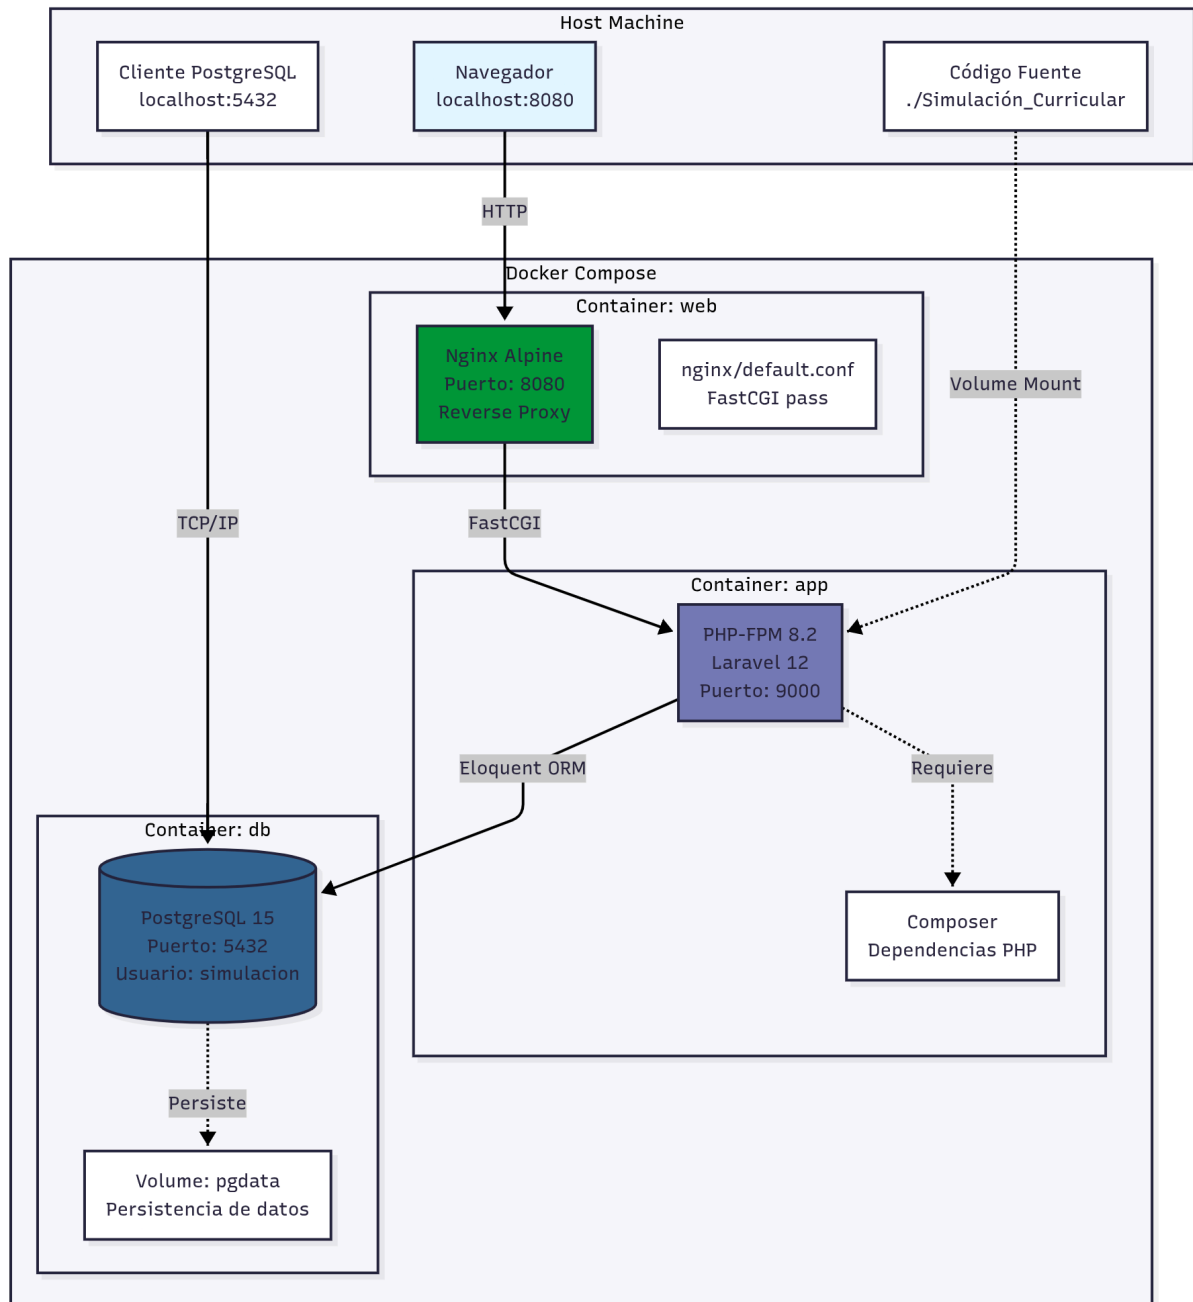 Host Machine
Cliente PostgreSQL
localhost:5432
Navegador
localhost:8080
Código Fuente
./Simulación_Curricular
HTTP
Docker Compose
Container: web
Nginx Alpine
Puerto: 8080
Reverse Proxy
nginx/default.conf
FastCGI pass
Volume Mount
TCP/IP
FastCGI
Container: app
PHP-FPM 8.2
Laravel 12
Puerto: 9000
Eloquent ORM
Requiere
Container: db
PostgreSQL 15
Puerto: 5432
Usuario: simulacion
Composer
Dependencias PHP
Persiste
Volume: pgdata
Persistencia de datos